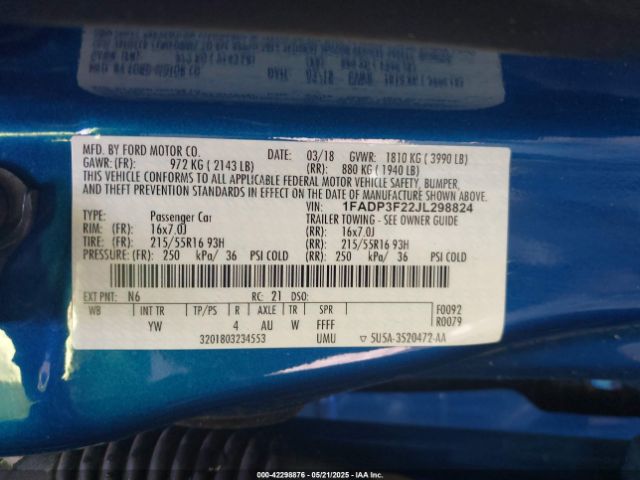 MFD. BY FORD MOTOR CO.
DATE: 03/18 GVWR: 1810 KG ( 3990 LB)
GAWR: (FR): 972 KG ( 2143 LB) (RR): 880 KG ( 1940 LB)
THIS VEHICLE CONFORMS TO ALL APPLICABLE FEDERAL MOTOR VEHICLE SAFETY, BUMPER,
AND THEFT PREVENTION STANDARDS IN EFFECT ON THE DATE OF MANUFACTURE SHOWN ABOVE.
VIN: 1FADP3F22JL298824
TYPE: Passenger Car TRAILER TOWING - SEE OWNER GUIDE
RIM: (FR): 16x7.0J (RR): 16x7.0J
TIRE: (FR): 215/55R16 93H (RR): 215/55R16 93H
PRESSURE: (FR): 250 kPa/ 36 PSI COLD (RR): 250 kPa/ 36 PSI COLD
EXT PNT: N6 RC: 21 DSO:
WB INT TR TP/PS R AXLE TR SPR F0092
YW 4 AU W FFFF R0079
3201803234553 UMU ▽ 5U5A-3520472-AA
000-42298876 - 05/21/2025 - IAA Inc.